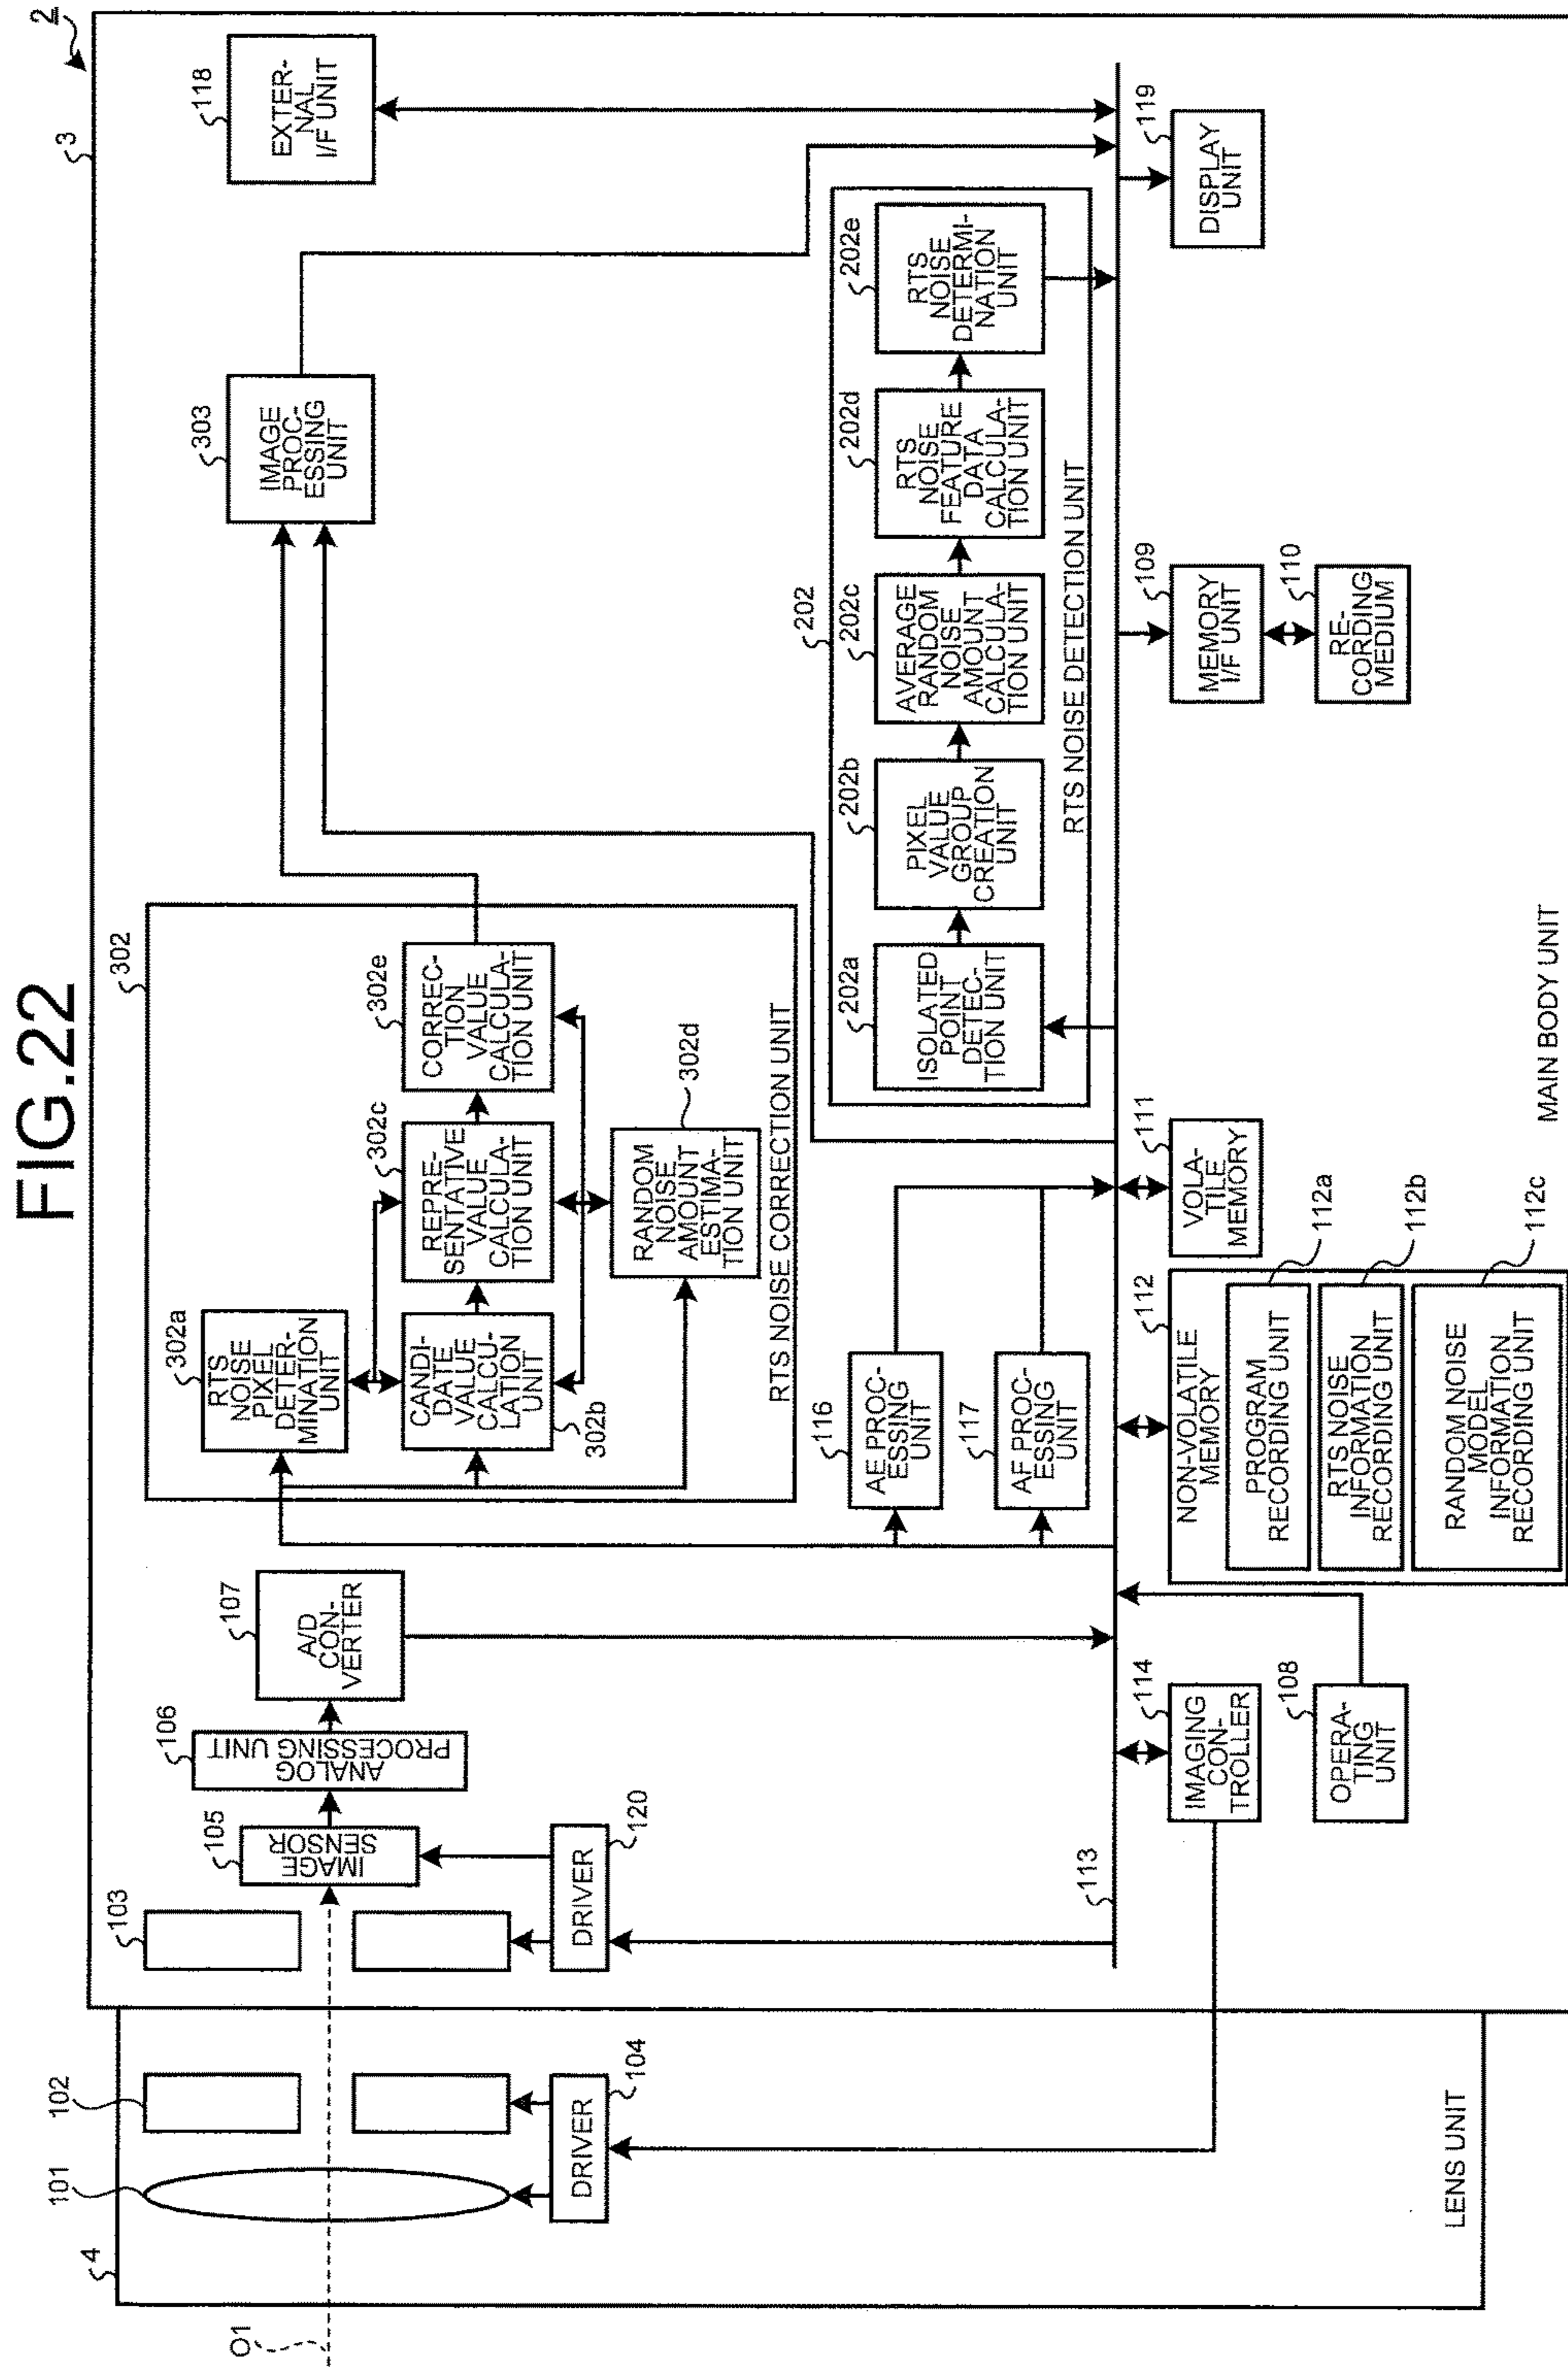 FIG.22
2
3
4
O1
101
102
104
DRIVER
LENS UNIT
103
105
IMAGE
SENSOR
120
DRIVER
106
ANALOG
PROCESSING UNIT
107
A/D
CON-
VERTER
302
302a
RTS
NOISE
PIXEL
DETER-
MINATION
UNIT
CANDI-
DATE
VALUE
CALCU-
LATION
UNIT
302b
302c
REPRE-
SENTATIVE
VALUE
CALCULA-
TION UNIT
302e
CORREC-
TION
VALUE
CALCULA-
TION UNIT
302d
RANDOM
NOISE
AMOUNT
ESTIMA-
TION UNIT
RTS NOISE CORRECTION UNIT
303
IMAGE
PROC-
ESSING
UNIT
118
EXTER-
NAL
I/F UNIT
116
AE PROC-
ESSING
UNIT
117
AF PROC-
ESSING
UNIT
202
202a
ISOLATED
POINT
DETEC-
TION UNIT
202b
PIXEL
VALUE
GROUP
CREATION
UNIT
202c
AVERAGE
RANDOM
NOISE
AMOUNT
CALCULA-
TION UNIT
202d
RTS
NOISE
FEATURE
DATA
CALCULA-
TION UNIT
202e
RTS
NOISE
DETERMI-
NATION
UNIT
RTS NOISE DETECTION UNIT
113
114
IMAGING
CON-
TROLLER
108
OPERA-
TING
UNIT
112
NON-VOLATILE
MEMORY
PROGRAM
RECORDING UNIT
112a
RTS NOISE
INFORMATION
RECORDING UNIT
112b
RANDOM NOISE
MODEL
INFORMATION
RECORDING UNIT
112c
111
VOLA-
TILE
MEMORY
109
MEMORY
I/F UNIT
110
RE-
CORDING
MEDIUM
119
DISPLAY
UNIT
MAIN BODY UNIT